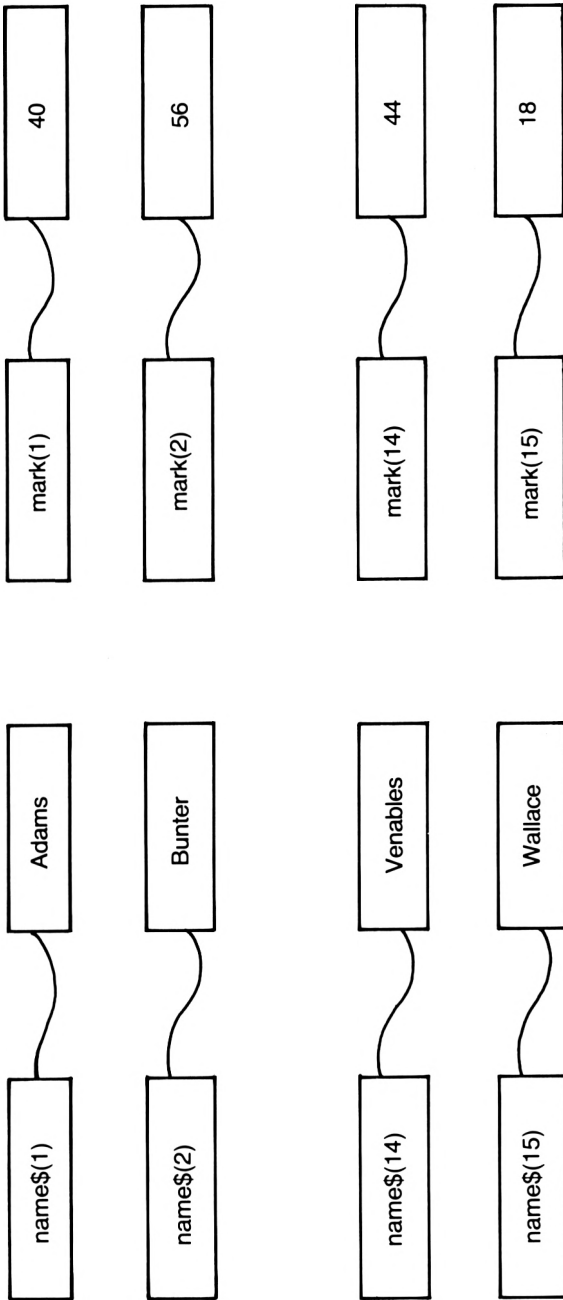 name$(1) Adams mark(1) 40
name$(2) Bunter mark(2) 56
name$(14) Venables mark(14) 44
name$(15) Wallace mark(15) 18